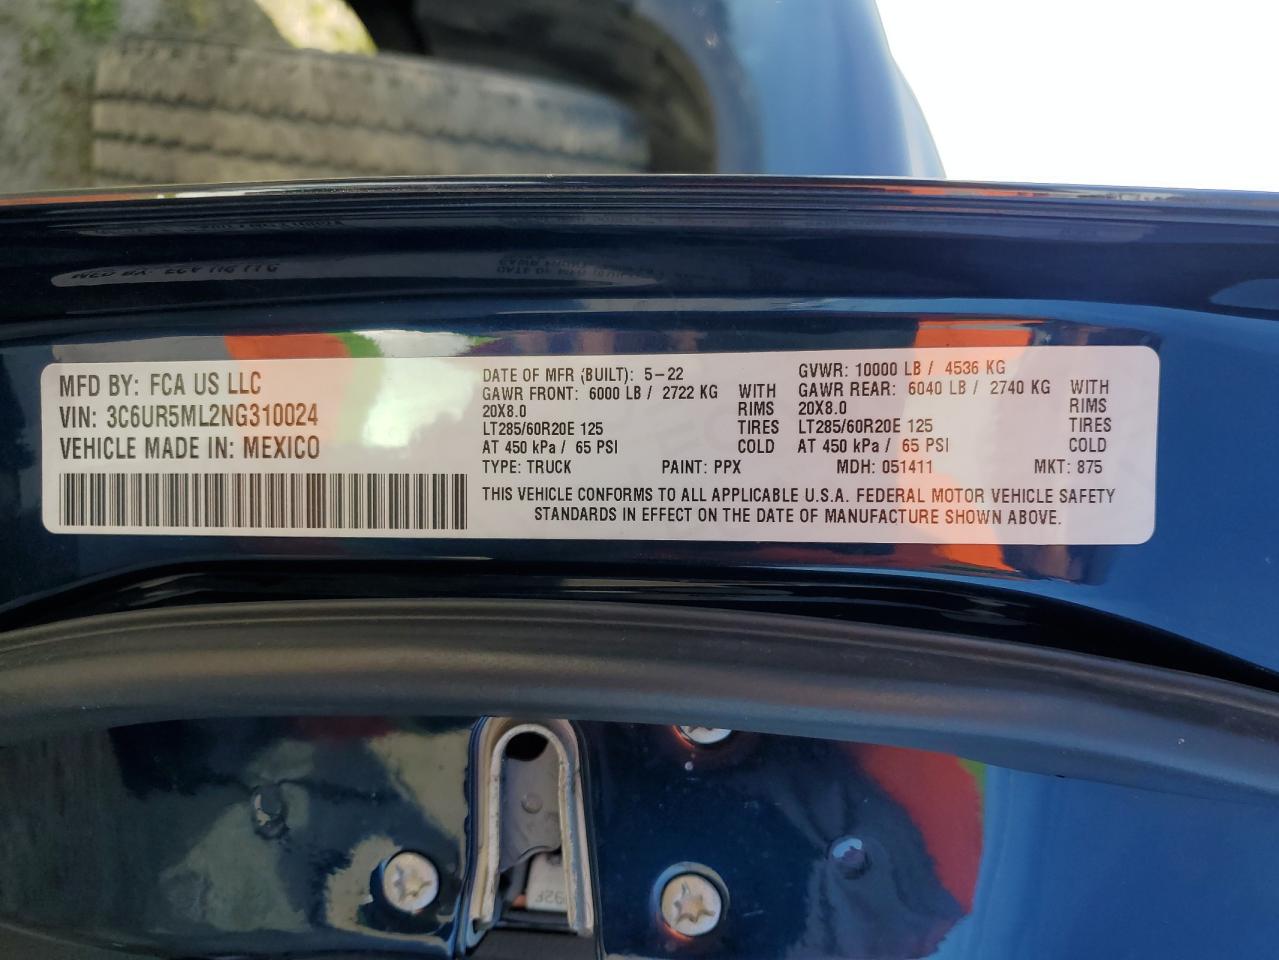 MFD BY: FCA US LLC
VIN: 3C6UR5ML2NG310024
VEHICLE MADE IN: MEXICO
DATE OF MFR (BUILT): 5-22
GAWR FRONT: 6000 LB / 2722 KG WITH
20X8.0 RIMS
LT285/60R20E 125 TIRES
AT 450 kPa / 65 PSI COLD
GVWR: 10000 LB / 4536 KG
GAWR REAR: 6040 LB / 2740 KG WITH
20X8.0 RIMS
LT285/60R20E 125 TIRES
AT 450 kPa / 65 PSI COLD
TYPE: TRUCK PAINT: PPX MDH: 051411 MKT: 875
THIS VEHICLE CONFORMS TO ALL APPLICABLE U.S.A. FEDERAL MOTOR VEHICLE SAFETY
STANDARDS IN EFFECT ON THE DATE OF MANUFACTURE SHOWN ABOVE.